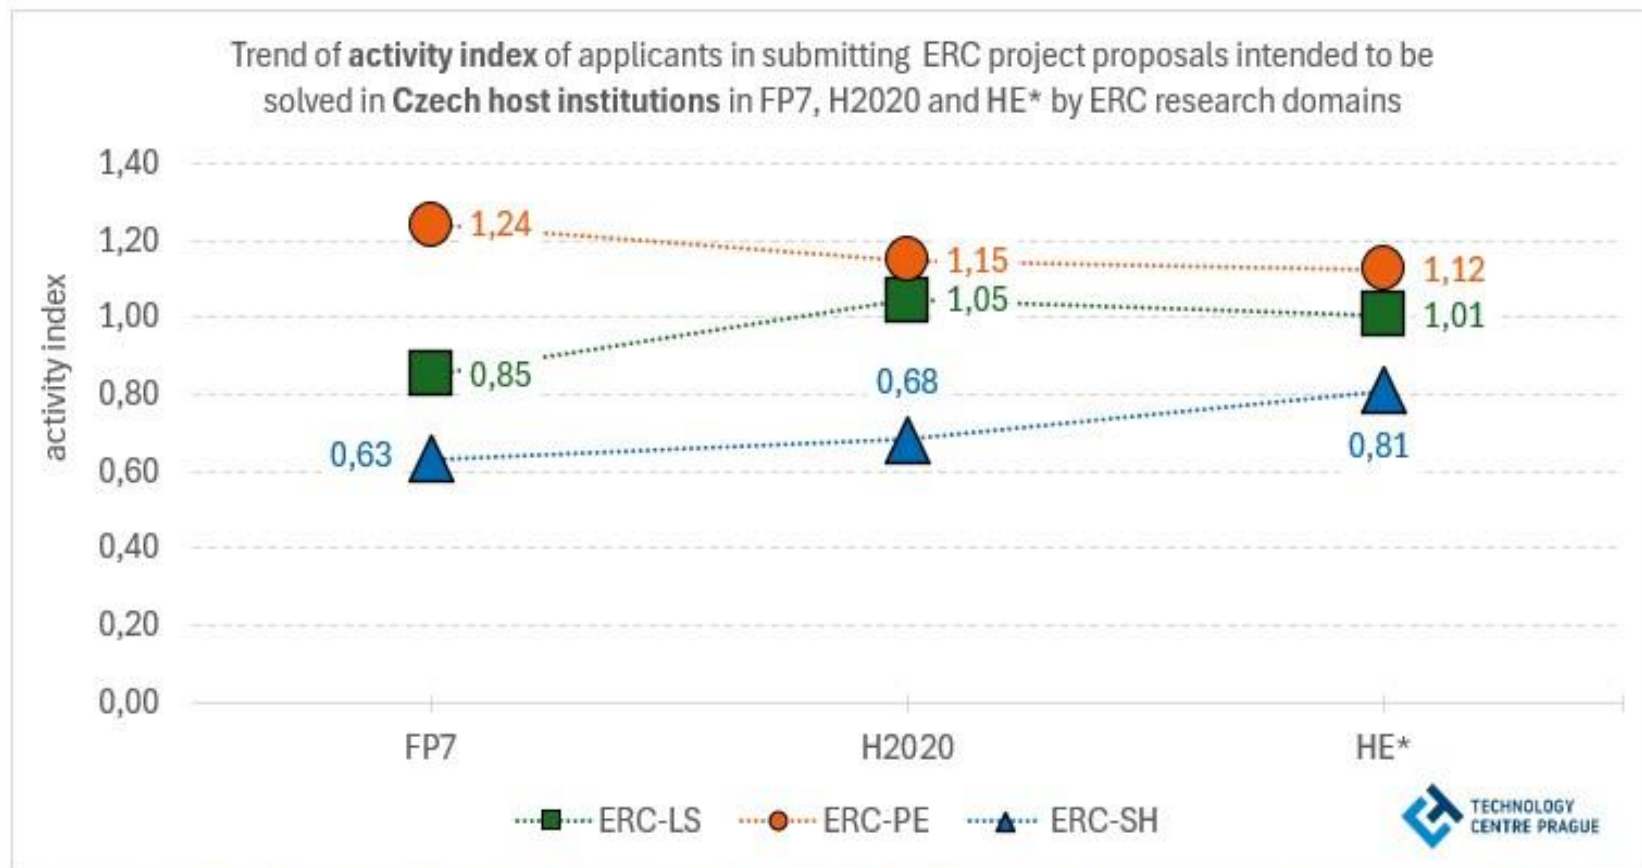 Trend of activity index of applicants in submitting ERC project proposals intended to be
solved in Czech host institutions in FP7, H2020 and HE* by ERC research domains
activity index
1,40
1,20
1,00
0,80
0,60
0,40
0,20
0,00
1,24
1,15
1,12
1,05
1,01
0,85
0,68
0,63
0,81
FP7
H2020
HE*
ERC-LS
ERC-PE
ERC-SH
TECHNOLOGY
CENTRE PRAGUE